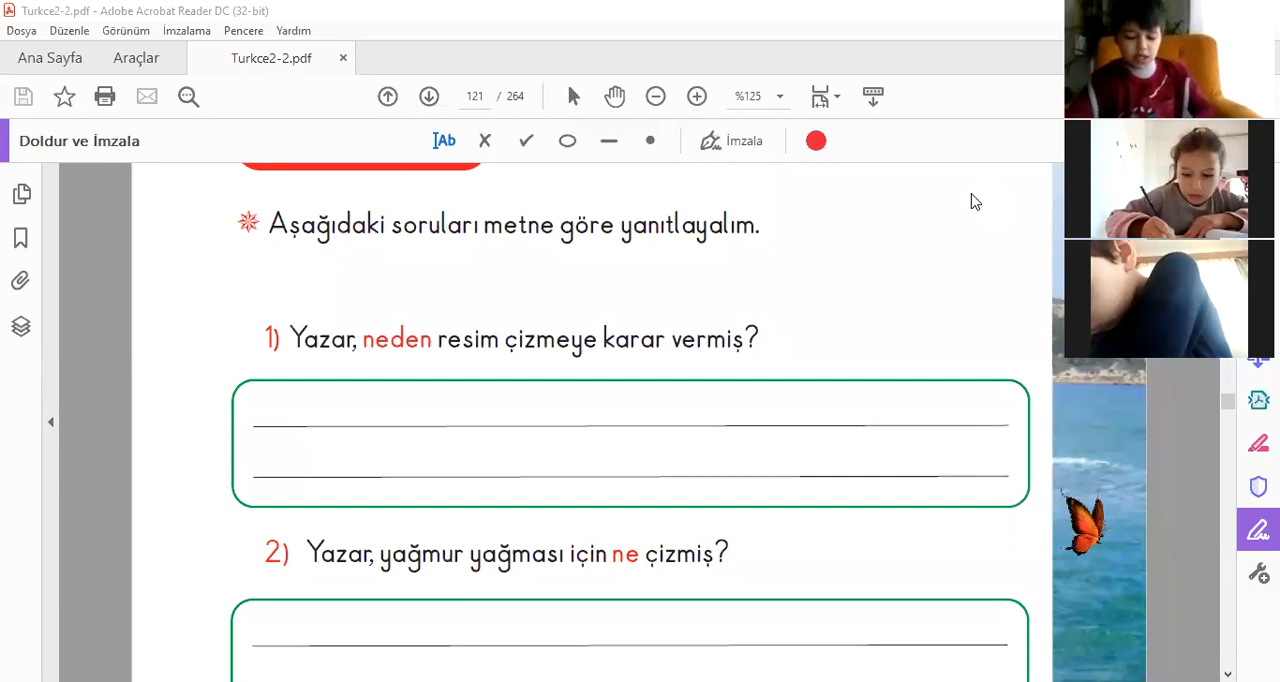 Turkce2-2.pdf - Adobe Acrobat Reader DC (32-bit)
Dosya Düzenle Görünüm İmzalama Pencere Yardım
Ana Sayfa Araçlar Turkce2-2.pdf ×
121 / 264 %125
Doldur ve İmzala Ab İmzala
Aşağıdaki soruları metne göre yanıtlayalım.
1) Yazar, neden resim çizmeye karar vermiş?
2) Yazar, yağmur yağması için ne çizmiş?